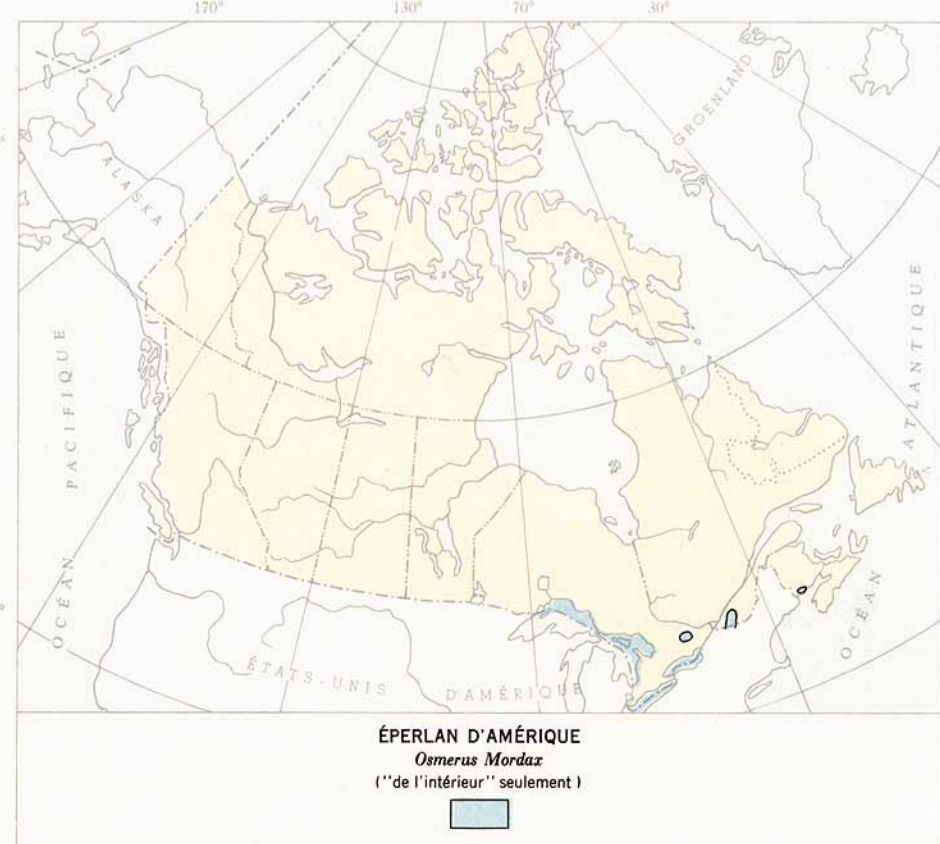 170° 130° 70° 30°
GROENLAND
ALASKA
OCÉAN PACIFIQUE
OCÉAN ATLANTIQUE
ÉTATS-UNIS D'AMÉRIQUE
ÉPERLAN D'AMÉRIQUE
Osmerus Mordax
(''de l'intérieur'' seulement)